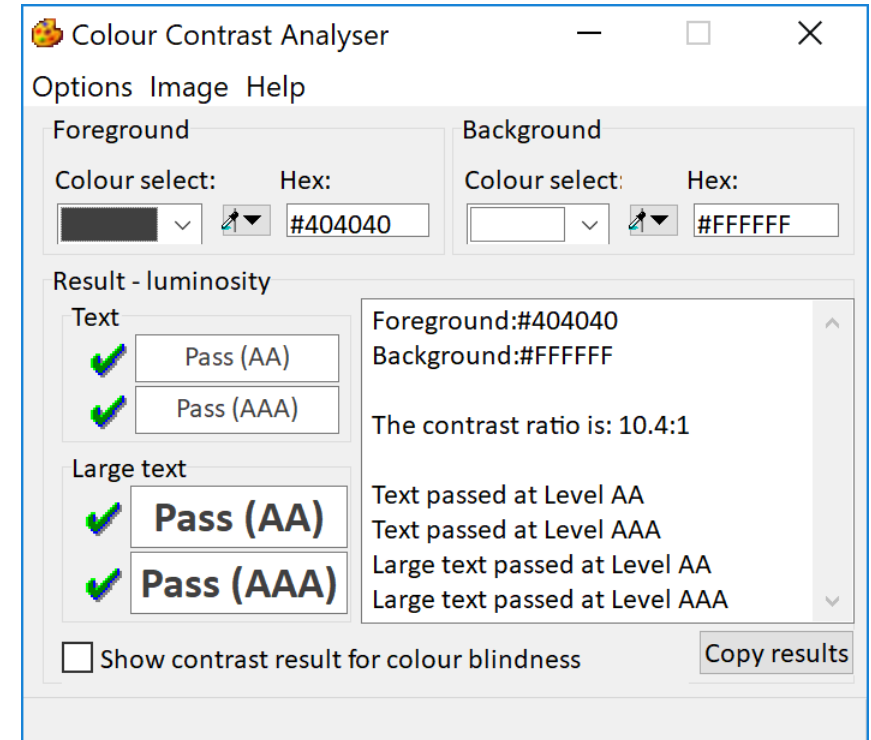 Colour Contrast Analyser
Options Image Help
Foreground
Colour select: Hex:
#404040
Background
Colour select: Hex:
#FFFFFF
Result - luminosity
Text
Pass (AA)
Pass (AAA)
Large text
Pass (AA)
Pass (AAA)
Foreground:#404040
Background:#FFFFFF
The contrast ratio is: 10.4:1
Text passed at Level AA
Text passed at Level AAA
Large text passed at Level AA
Large text passed at Level AAA
Show contrast result for colour blindness
Copy results